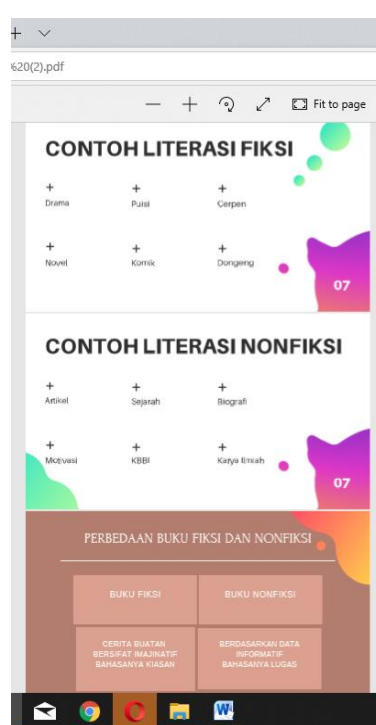 %20(2).pdf
Fit to page
CONTOH LITERASI FIKSI
+ + +
Drama Puisi Cerpen
+ + +
Novel Komik Dongeng
07
CONTOH LITERASI NONFIKSI
+ + +
Artikel Sejarah Biografi
+ + +
Motivasi KBBI Karya Ilmiah
07
PERBEDAAN BUKU FIKSI DAN NONFIKSI
BUKU FIKSI BUKU NONFIKSI
CERITA BUATAN BERDASARKAN DATA
BERSIFAT IMAJINATIF INFORMATIF
BAHASANYA KIASAN BAHASANYA LUGAS